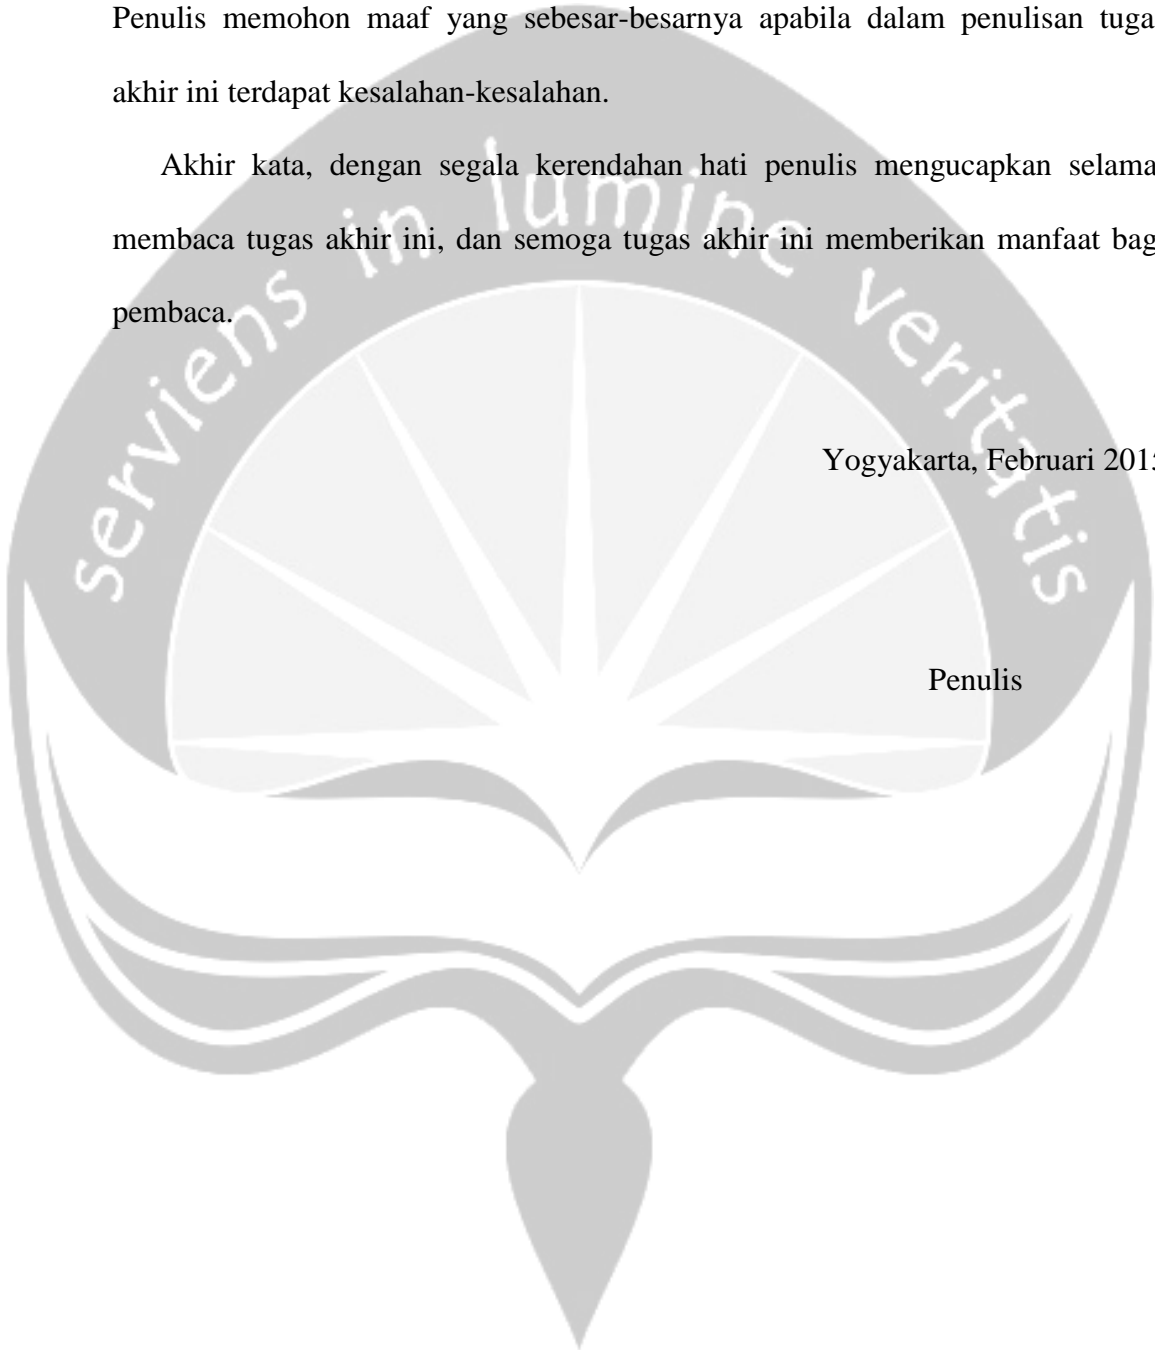 Penulis memohon maaf yang sebesar-besarnya apabila dalam penulisan tuga
akhir ini terdapat kesalahan-kesalahan.
Akhir kata, dengan segala kerendahan hati penulis mengucapkan selama
membaca tugas akhir ini, dan semoga tugas akhir ini memberikan manfaat bag
pembaca.
serviens in lumine veritatis
Yogyakarta, Februari 201
Penulis